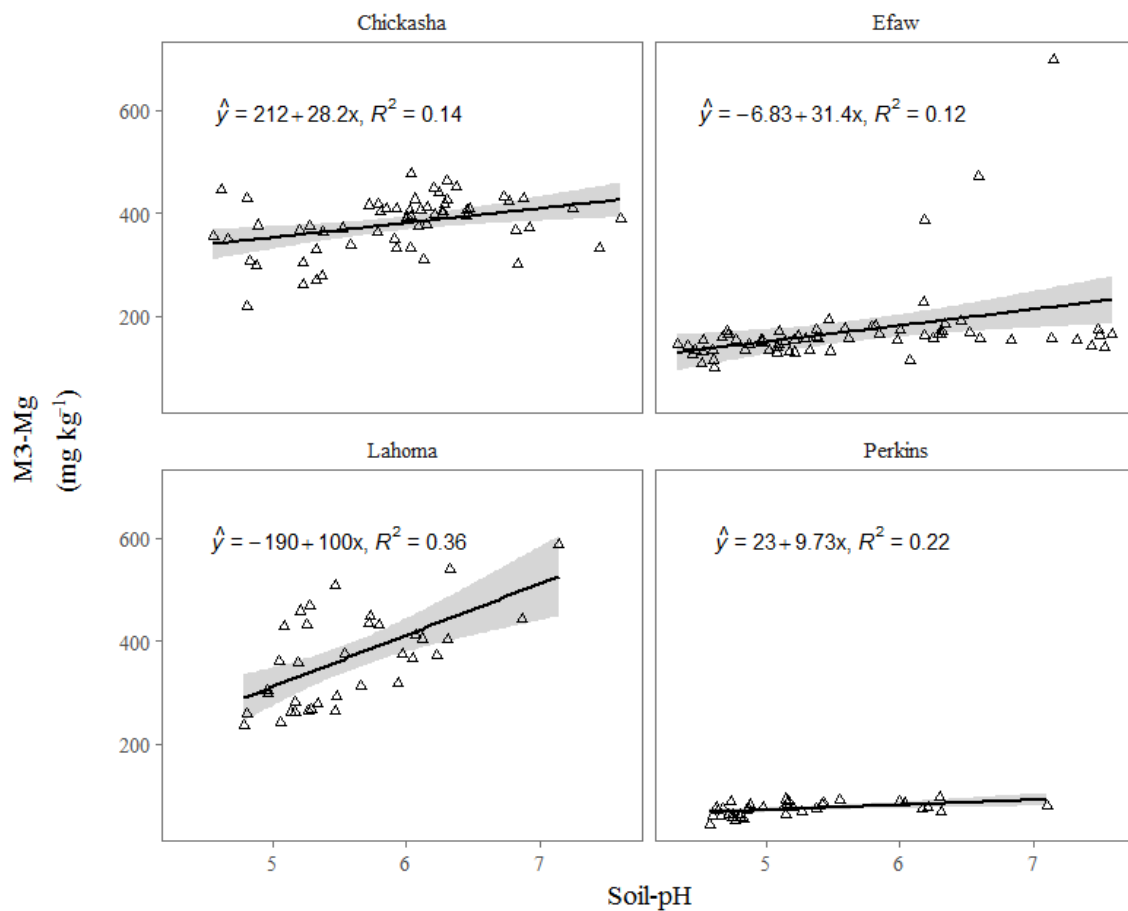 Chickasha
Efaw
ŷ = 212 + 28.2x, R² = 0.14
ŷ = −6.83 + 31.4x, R² = 0.12
600
400
200
M3-Mg
(mg kg⁻¹)
Lahoma
Perkins
ŷ = −190 + 100x, R² = 0.36
ŷ = 23 + 9.73x, R² = 0.22
600
400
200
5
6
7
5
6
7
Soil-pH